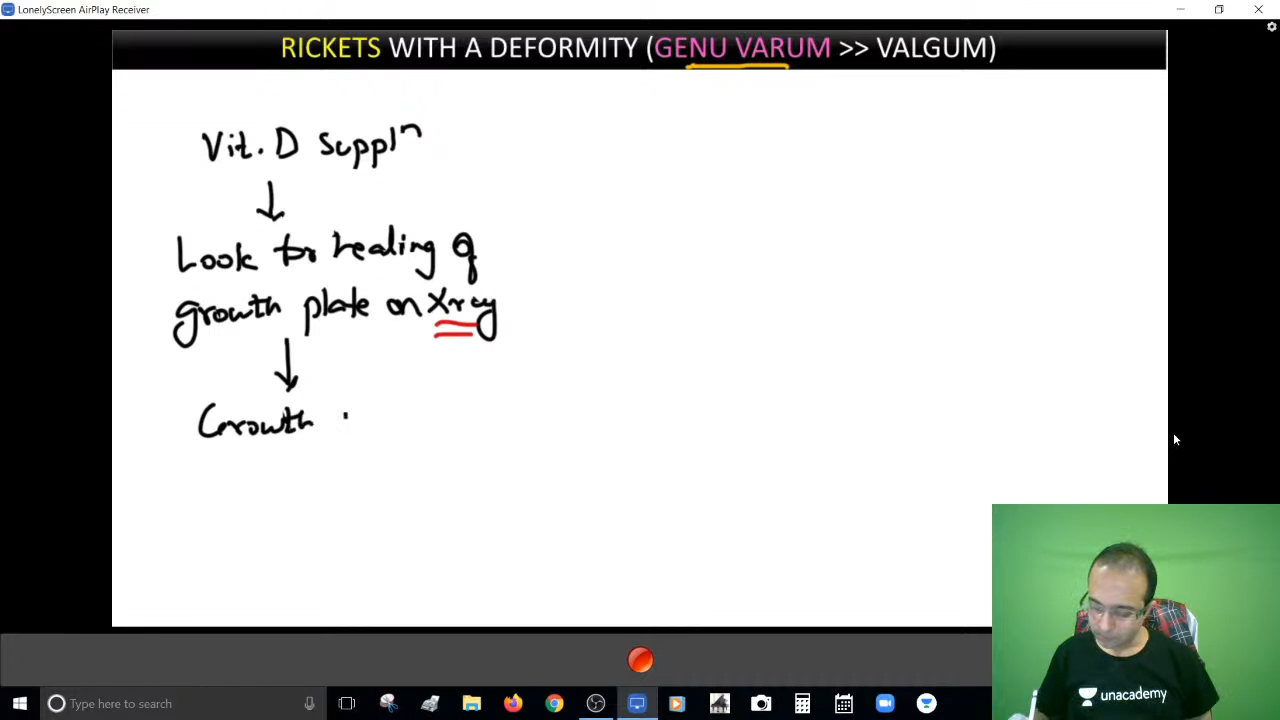 LonelyScreen AirPlay Receiver
RICKETS WITH A DEFORMITY (GENU VARUM >> VALGUM)
Vit. D Supplⁿ
↓
Look for healing of
growth plate on Xray
↓
Growth
unacademy
Type here to search